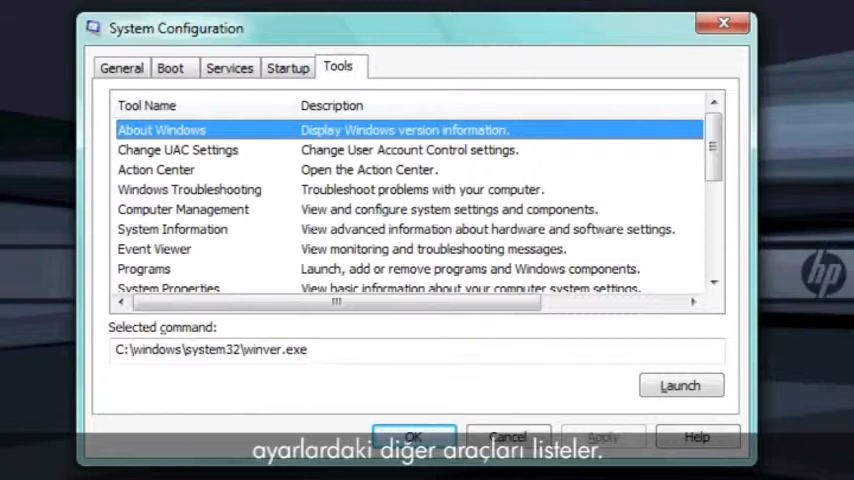 System Configuration
General Boot Services Startup Tools
Tool Name Description
About Windows Display Windows version information.
Change UAC Settings Change User Account Control settings.
Action Center Open the Action Center.
Windows Troubleshooting Troubleshoot problems with your computer.
Computer Management View and configure system settings and components.
System Information View advanced information about hardware and software settings.
Event Viewer View monitoring and troubleshooting messages.
Programs Launch, add or remove programs and Windows components.
System Properties View basic information about your computer system settings.
Selected command:
C:\windows\system32\winver.exe
Launch
OK Cancel Apply Help
ayarlardaki diğer araçları listeler.
hp